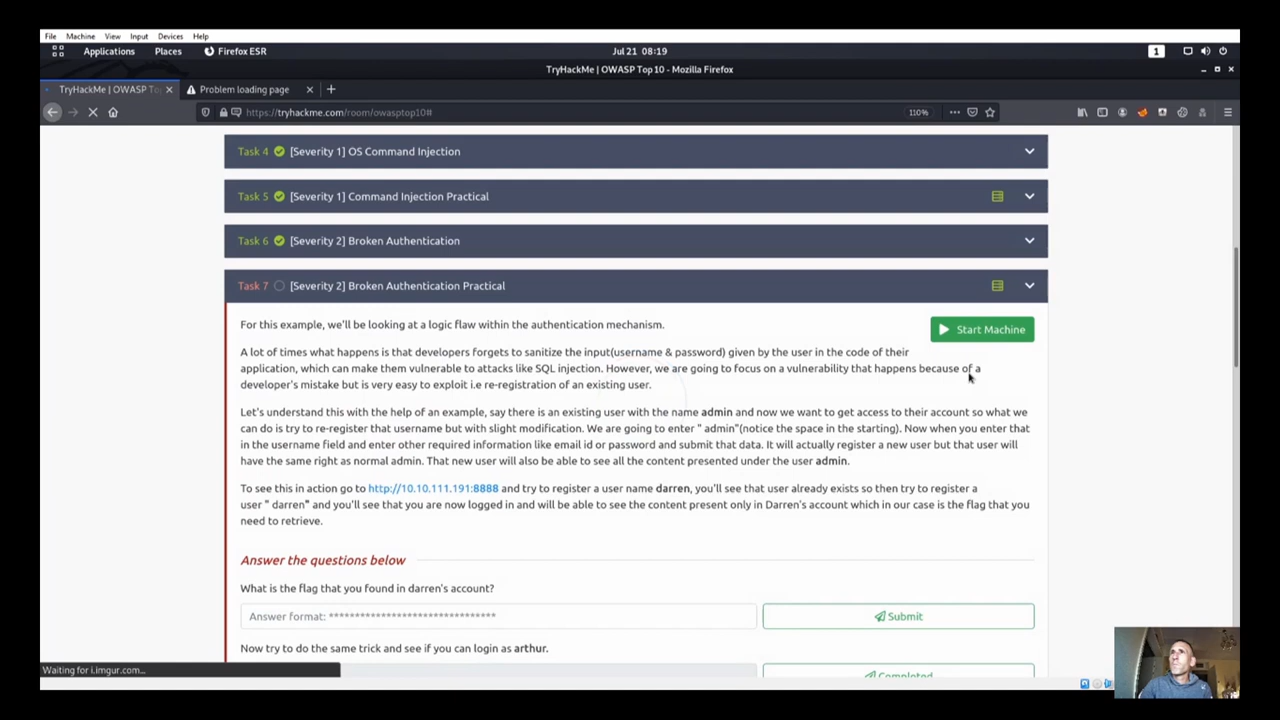 File Machine View Input Devices Help
Applications Places Firefox ESR Jul 21 08:19 1
TryHackMe | OWASP Top 10 - Mozilla Firefox
TryHackMe | OWASP To Problem loading page
https://tryhackme.com/room/owasptop10# 110%
Task 4 [Severity 1] OS Command Injection
Task 5 [Severity 1] Command Injection Practical
Task 6 [Severity 2] Broken Authentication
Task 7 [Severity 2] Broken Authentication Practical
For this example, we'll be looking at a logic flaw within the authentication mechanism.
Start Machine
A lot of times what happens is that developers forgets to sanitize the input(username & password) given by the user in the code of their
application, which can make them vulnerable to attacks like SQL injection. However, we are going to focus on a vulnerability that happens because of a
developer's mistake but is very easy to exploit i.e re-registration of an existing user.
Let's understand this with the help of an example, say there is an existing user with the name admin and now we want to get access to their account so what we
can do is try to re-register that username but with slight modification. We are going to enter " admin"(notice the space in the starting). Now when you enter that
in the username field and enter other required information like email id or password and submit that data. It will actually register a new user but that user will
have the same right as normal admin. That new user will also be able to see all the content presented under the user admin.
To see this in action go to http://10.10.111.191:8888 and try to register a user name darren, you'll see that user already exists so then try to register a
user " darren" and you'll see that you are now logged in and will be able to see the content present only in Darren's account which in our case is the flag that you
need to retrieve.
Answer the questions below
What is the flag that you found in darren's account?
Answer format: ********************************
Submit
Now try to do the same trick and see if you can login as arthur.
Completed
Waiting for i.imgur.com...